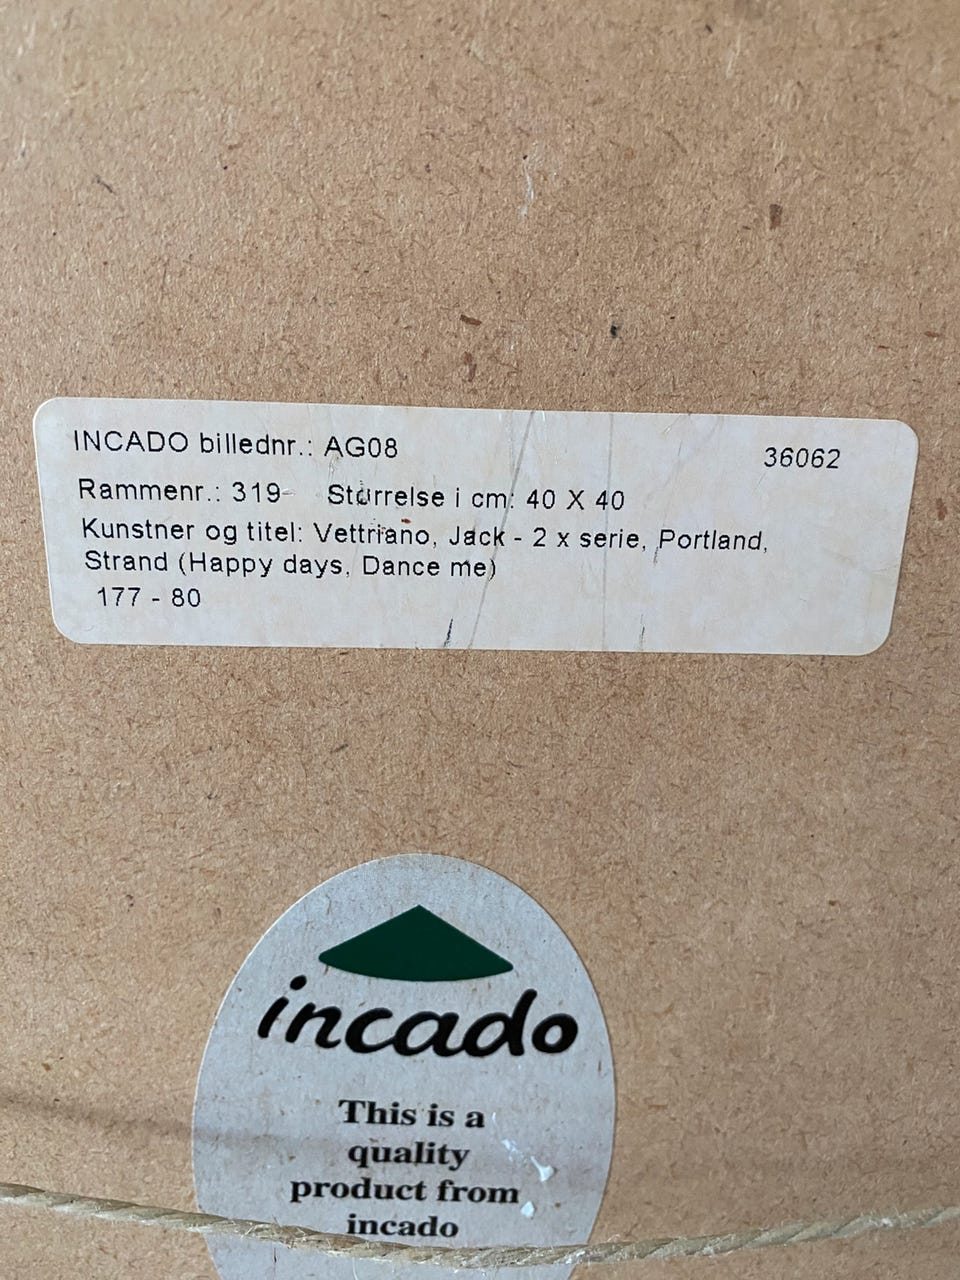 INCADO billednr.: AG08 36062
Rammenr.: 319 Størrelse i cm: 40 X 40
Kunstner og titel: Vettriano, Jack - 2 x serie, Portland,
Strand (Happy days, Dance me)
177 - 80
incado
This is a
quality
product from
incado